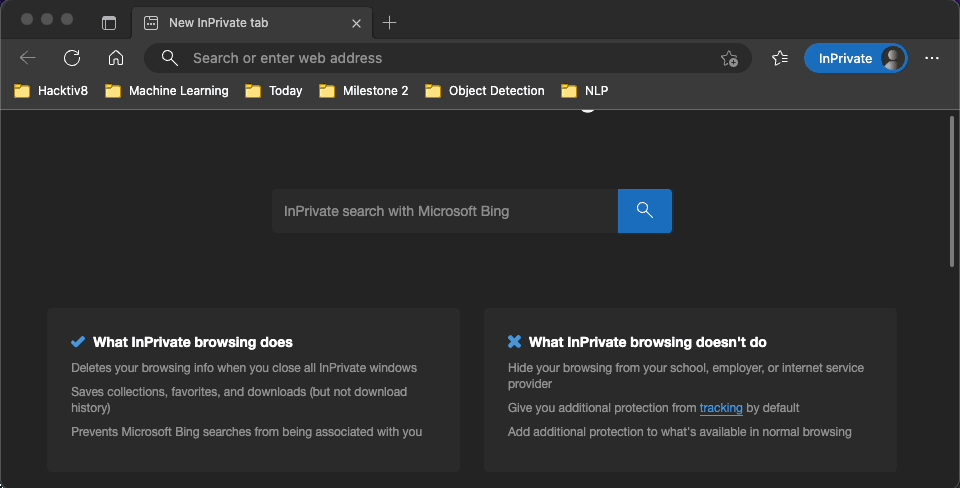 New InPrivate tab
Search or enter web address
InPrivate
Hacktiv8 Machine Learning Today Milestone 2 Object Detection NLP
InPrivate search with Microsoft Bing
What InPrivate browsing does
Deletes your browsing info when you close all InPrivate windows
Saves collections, favorites, and downloads (but not download
history)
Prevents Microsoft Bing searches from being associated with you
What InPrivate browsing doesn't do
Hide your browsing from your school, employer, or internet service
provider
Give you additional protection from tracking by default
Add additional protection to what's available in normal browsing